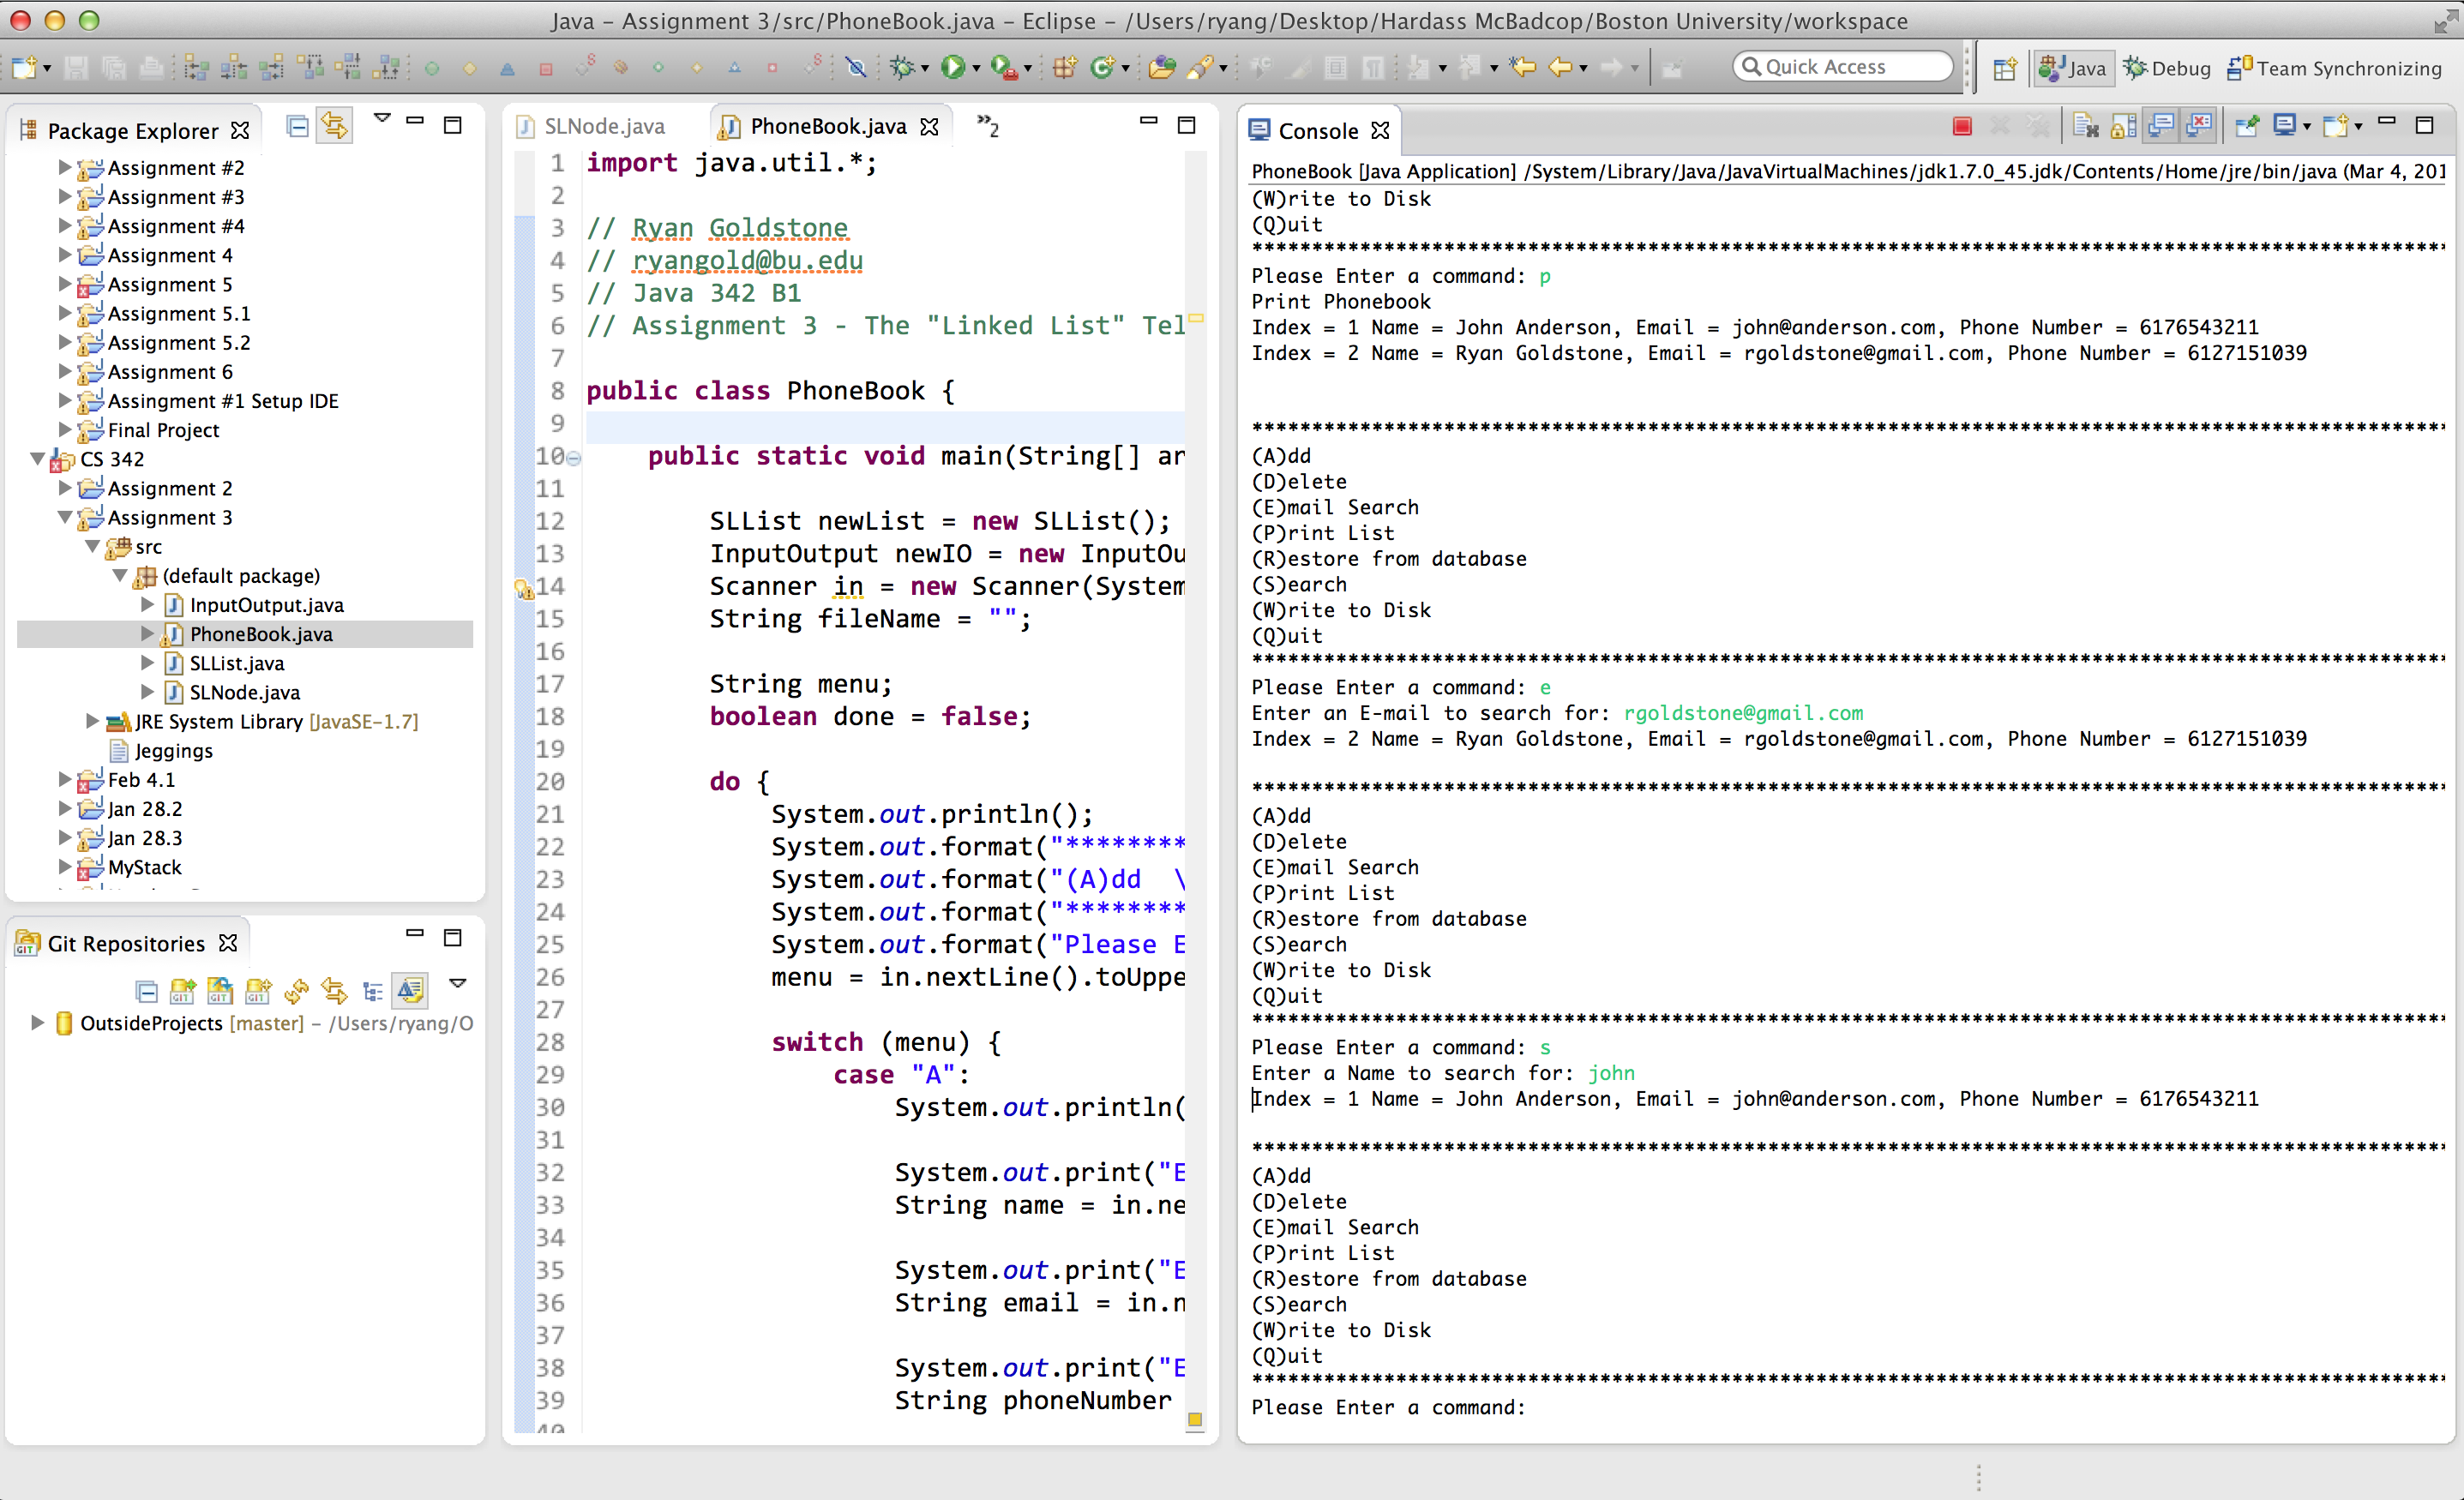 Java – Assignment 3/src/PhoneBook.java – Eclipse – /Users/ryang/Desktop/Hardass McBadcop/Boston University/workspace
Quick Access
Java
Debug
Team Synchronizing
Package Explorer
Assignment #2
Assignment #3
Assignment #4
Assignment 4
Assignment 5
Assignment 5.1
Assignment 5.2
Assignment 6
Assingment #1 Setup IDE
Final Project
CS 342
Assignment 2
Assignment 3
src
(default package)
InputOutput.java
PhoneBook.java
SLList.java
SLNode.java
JRE System Library [JavaSE-1.7]
Jeggings
Feb 4.1
Jan 28.2
Jan 28.3
MyStack
Git Repositories
OutsideProjects [master] – /Users/ryang/O
SLNode.java
PhoneBook.java
»2
1 import java.util.*;
2
3 // Ryan Goldstone
4 // ryangold@bu.edu
5 // Java 342 B1
6 // Assignment 3 - The "Linked List" Tel
7
8 public class PhoneBook {
9
10 public static void main(String[] ar
11
12 SLList newList = new SLList();
13 InputOutput newIO = new InputOu
14 Scanner in = new Scanner(System
15 String fileName = "";
16
17 String menu;
18 boolean done = false;
19
20 do {
21 System.out.println();
22 System.out.format("********
23 System.out.format("(A)dd  \
24 System.out.format("********
25 System.out.format("Please E
26 menu = in.nextLine().toUppe
27
28 switch (menu) {
29 case "A":
30 System.out.println(
31
32 System.out.print("E
33 String name = in.ne
34
35 System.out.print("E
36 String email = in.n
37
38 System.out.print("E
39 String phoneNumber
40
Console
PhoneBook [Java Application] /System/Library/Java/JavaVirtualMachines/jdk1.7.0_45.jdk/Contents/Home/jre/bin/java (Mar 4, 201
(W)rite to Disk
(Q)uit
****************************************************************************************************
Please Enter a command: p
Print Phonebook
Index = 1 Name = John Anderson, Email = john@anderson.com, Phone Number = 6176543211
Index = 2 Name = Ryan Goldstone, Email = rgoldstone@gmail.com, Phone Number = 6127151039
****************************************************************************************************
(A)dd
(D)elete
(E)mail Search
(P)rint List
(R)estore from database
(S)earch
(W)rite to Disk
(Q)uit
****************************************************************************************************
Please Enter a command: e
Enter an E-mail to search for: rgoldstone@gmail.com
Index = 2 Name = Ryan Goldstone, Email = rgoldstone@gmail.com, Phone Number = 6127151039
****************************************************************************************************
(A)dd
(D)elete
(E)mail Search
(P)rint List
(R)estore from database
(S)earch
(W)rite to Disk
(Q)uit
****************************************************************************************************
Please Enter a command: s
Enter a Name to search for: john
Index = 1 Name = John Anderson, Email = john@anderson.com, Phone Number = 6176543211
****************************************************************************************************
(A)dd
(D)elete
(E)mail Search
(P)rint List
(R)estore from database
(S)earch
(W)rite to Disk
(Q)uit
****************************************************************************************************
Please Enter a command: